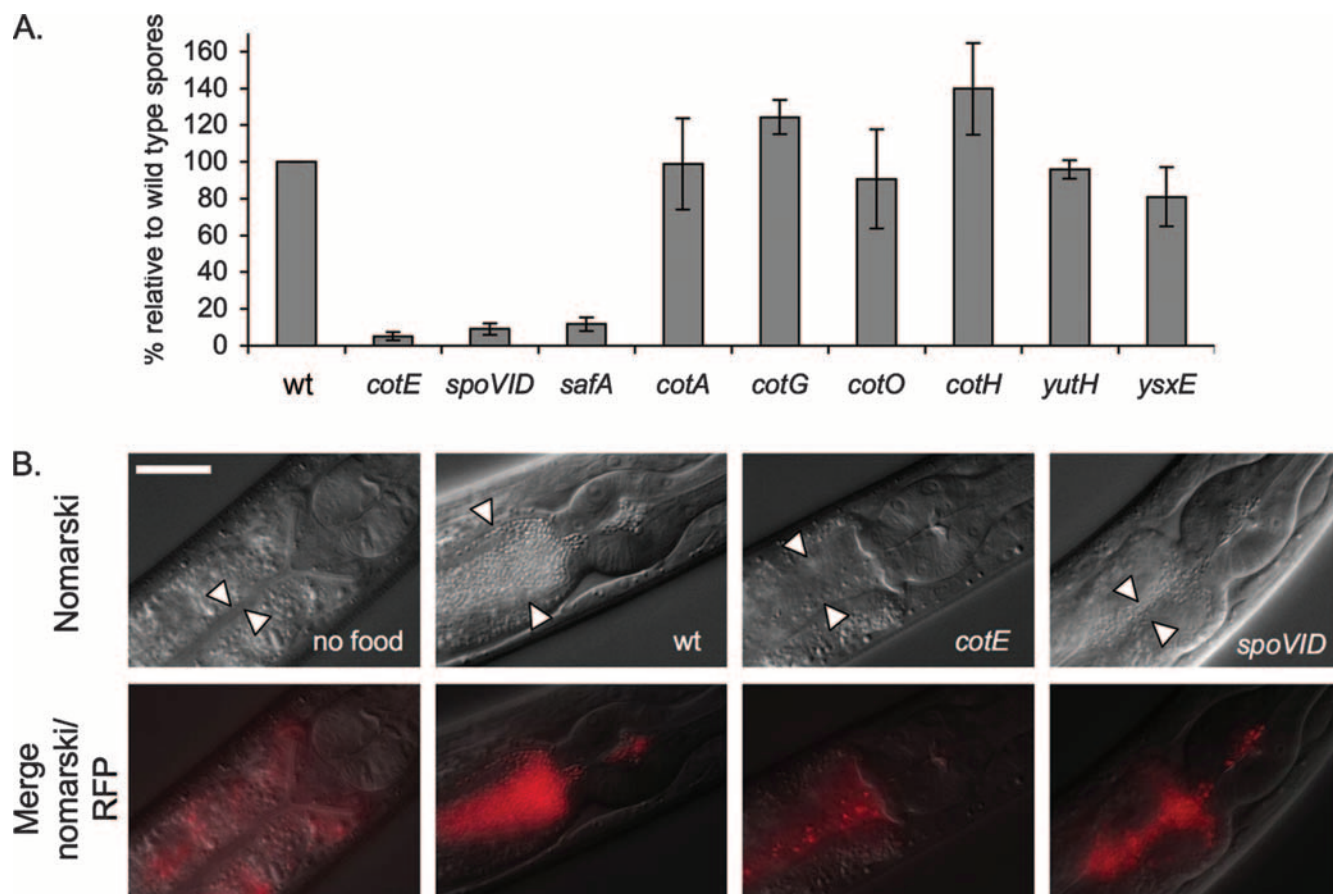 A.
% relative to wild type spores
160
140
120
100
80
60
40
20
0
wt cotE spoVID safA cotA cotG cotO cotH yutH ysxE
B.
Nomarski
no food
wt
cotE
spoVID
Merge
nomarski/
RFP